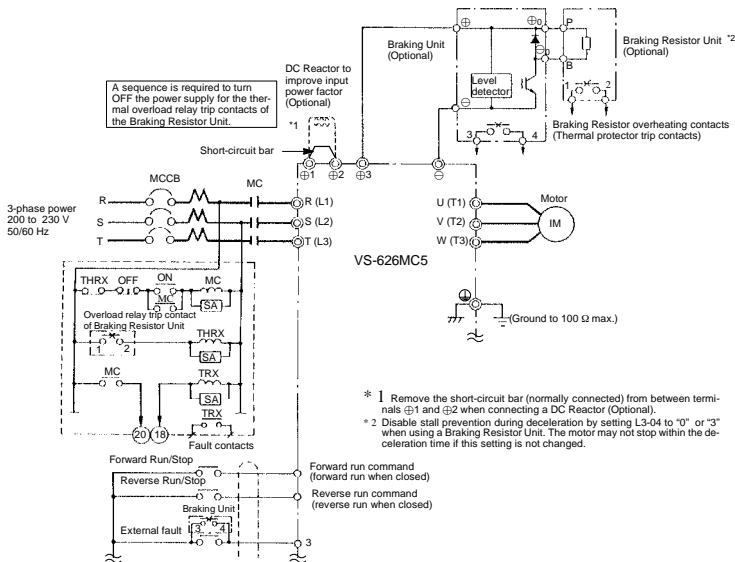 Braking Unit
(Optional)
⊕
⊕0
P
Braking Resistor Unit *2
(Optional)
⊖0
B
Level
detector
1 2
⊖
3 4
Braking Resistor overheating contacts
(Thermal protector trip contacts)
DC Reactor to
improve input
power factor
(Optional)
A sequence is required to turn
OFF the power supply for the ther-
mal overload relay trip contacts of
the Braking Resistor Unit.
*1
Short-circuit bar
⊕1 ⊕2 ⊕3 ⊖
MCCB
MC
3-phase power
200 to 230 V
50/60 Hz
R
S
T
R (L1)
S (L2)
T (L3)
U (T1)
V (T2)
W (T3)
Motor
IM
VS-626MC5
(Ground to 100 Ω max.)
THRX OFF ON MC
MC SA
Overload relay trip contact
of Braking Resistor Unit
1 2
THRX
SA
MC
TRX
SA
TRX
20 18
Fault contacts
* 1 Remove the short-circuit bar (normally connected) from between termi-
nals ⊕1 and ⊕2 when connecting a DC Reactor (Optional).
* 2 Disable stall prevention during deceleration by setting L3-04 to “0” or “3”
when using a Braking Resistor Unit. The motor may not stop within the de-
celeration time if this setting is not changed.
Forward Run/Stop
Forward run command
(forward run when closed)
Reverse Run/Stop
Reverse run command
(reverse run when closed)
Braking Unit
3 4
External fault
3